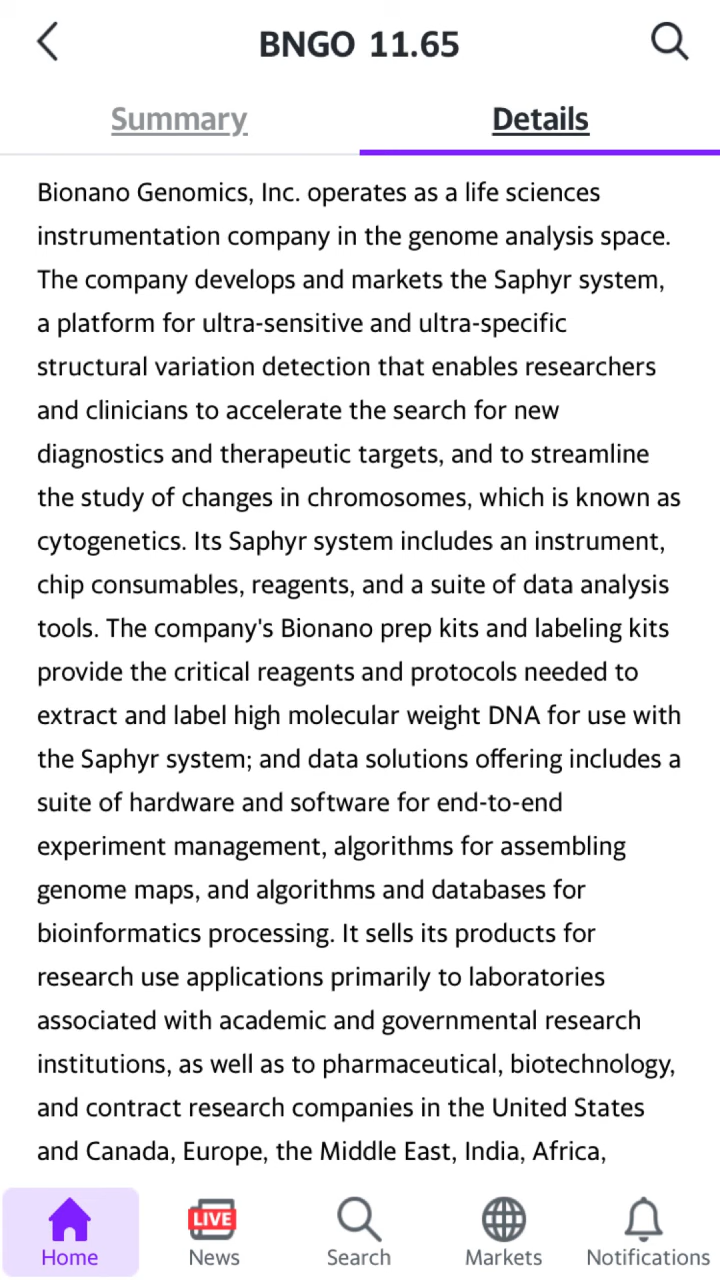 BNGO 11.65
Summary
Details
Bionano Genomics, Inc. operates as a life sciences
instrumentation company in the genome analysis space.
The company develops and markets the Saphyr system,
a platform for ultra-sensitive and ultra-specific
structural variation detection that enables researchers
and clinicians to accelerate the search for new
diagnostics and therapeutic targets, and to streamline
the study of changes in chromosomes, which is known as
cytogenetics. Its Saphyr system includes an instrument,
chip consumables, reagents, and a suite of data analysis
tools. The company's Bionano prep kits and labeling kits
provide the critical reagents and protocols needed to
extract and label high molecular weight DNA for use with
the Saphyr system; and data solutions offering includes a
suite of hardware and software for end-to-end
experiment management, algorithms for assembling
genome maps, and algorithms and databases for
bioinformatics processing. It sells its products for
research use applications primarily to laboratories
associated with academic and governmental research
institutions, as well as to pharmaceutical, biotechnology,
and contract research companies in the United States
and Canada, Europe, the Middle East, India, Africa,
LIVE
Home
News
Search
Markets
Notifications